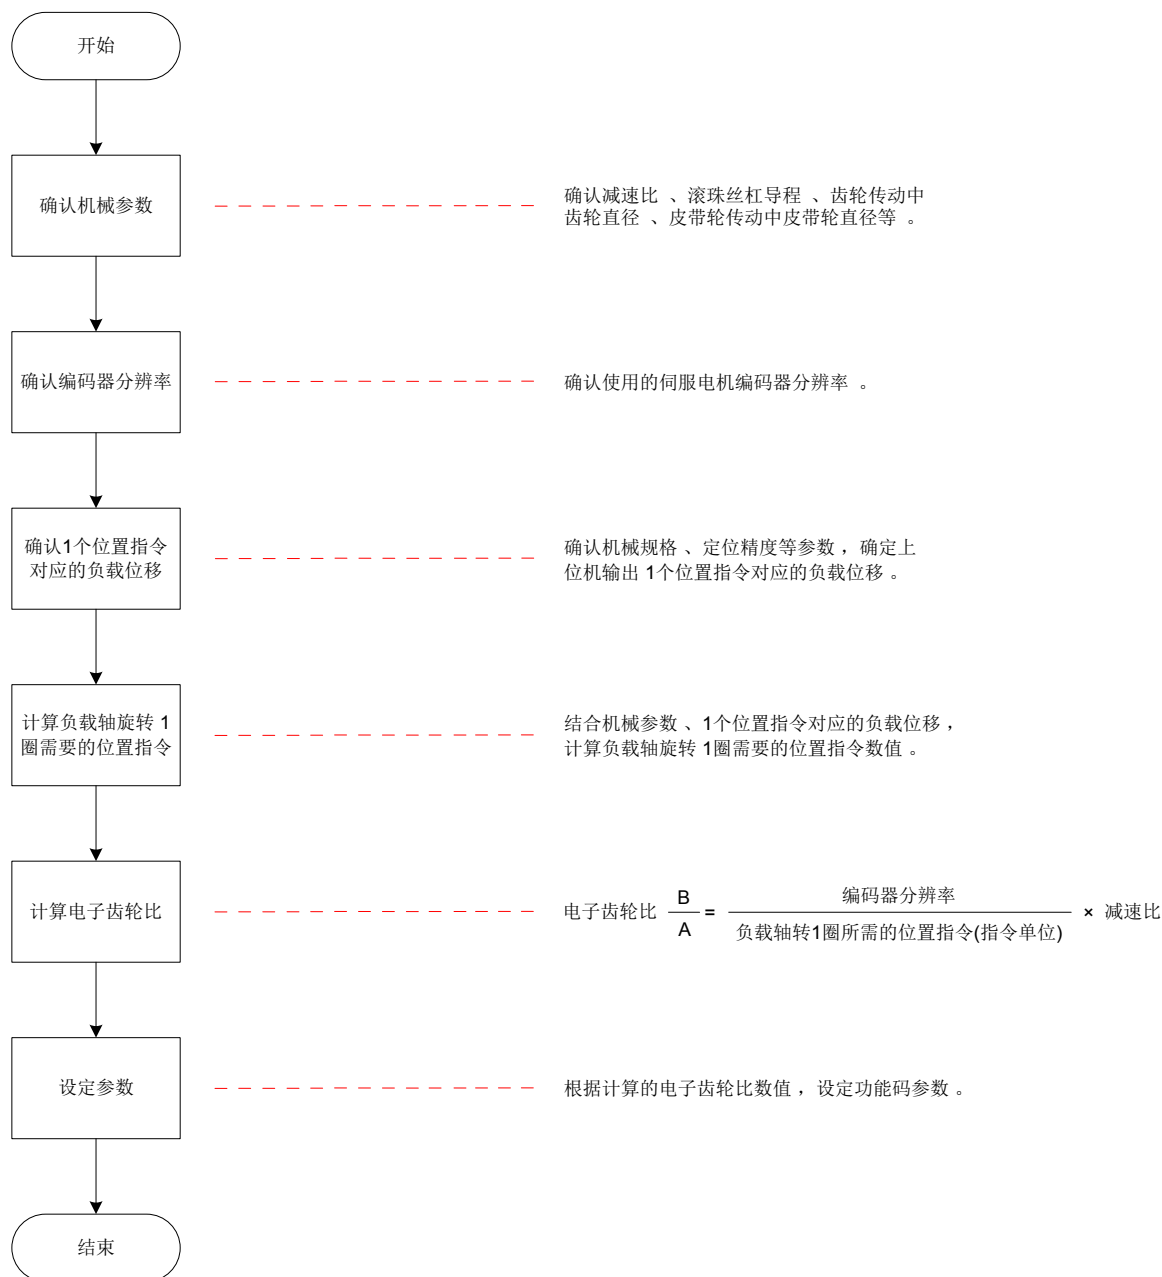 开始
确认机械参数
确认减速比 、滚珠丝杠导程 、齿轮传动中
齿轮直径 、皮带轮传动中皮带轮直径等 。
确认编码器分辨率
确认使用的伺服电机编码器分辨率 。
确认1个位置指令
对应的负载位移
确认机械规格 、定位精度等参数 ，确定上
位机输出 1个位置指令对应的负载位移 。
计算负载轴旋转 1
圈需要的位置指令
结合机械参数 、1个位置指令对应的负载位移 ，
计算负载轴旋转 1圈需要的位置指令数值 。
计算电子齿轮比
电子齿轮比 B/A = 编码器分辨率/负载轴转1圈所需的位置指令(指令单位) × 减速比
设定参数
根据计算的电子齿轮比数值 ，设定功能码参数 。
结束